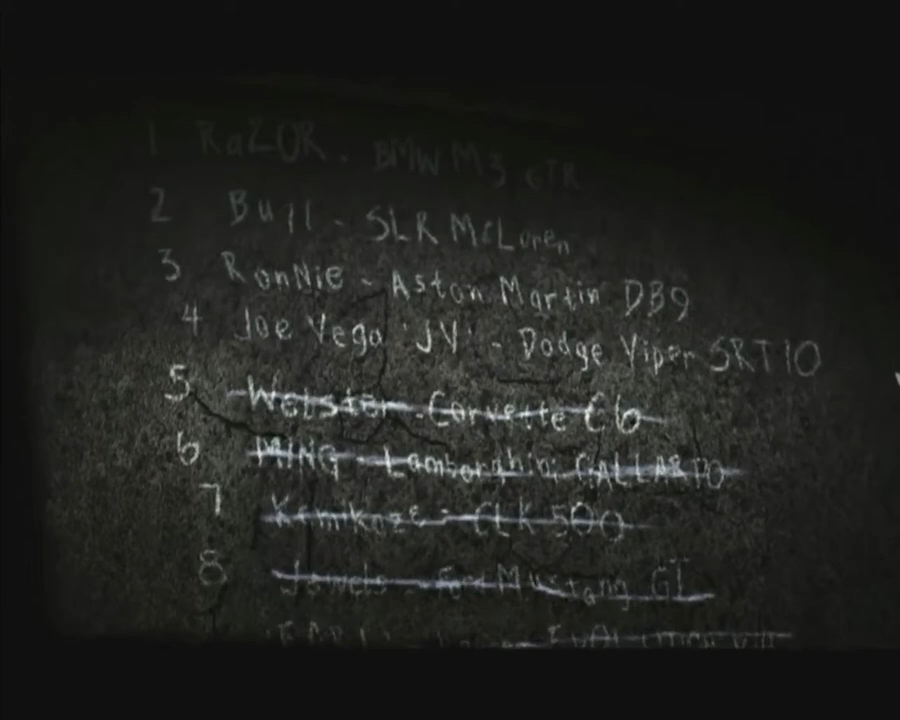 1 RaZOR. BMW M3 GTR
2 Bull - SLR McLaren
3 RonNie - Aston Martin DB9
4 Joe Vega 'JV' - Dodge Viper SRT10
5 Webster - Corvette C6
6 MING - Lamborghini GALLARDO
7 Kamikaze - CLK 500
8 Jewels - Ford Mustang GT